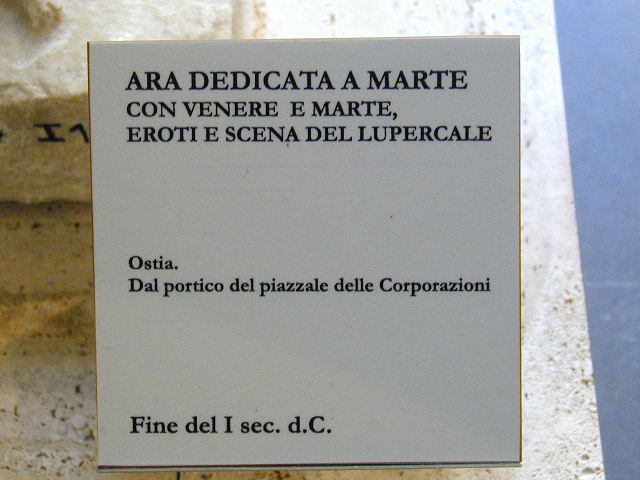 ARA DEDICATA A MARTE
CON VENERE E MARTE,
EROTI E SCENA DEL LUPERCALE
Ostia.
Dal portico del piazzale delle Corporazioni
Fine del I sec. d.C.